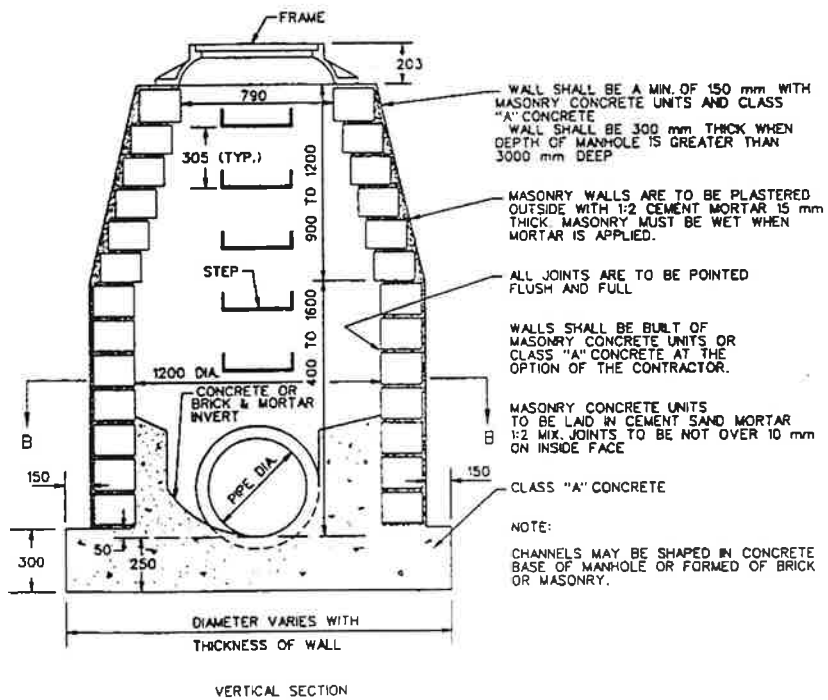 FRAME
203
790
305 (TYP.)
900 TO 1200
STEP
400 TO 1600
1200 DIA.
CONCRETE OR
BRICK & MORTAR
INVERT
B
B
PIPE DIA.
150
150
50
300
250
DIAMETER VARIES WITH
THICKNESS OF WALL
VERTICAL SECTION
WALL SHALL BE A MIN. OF 150 mm WITH
MASONRY CONCRETE UNITS AND CLASS
"A" CONCRETE
WALL SHALL BE 300 mm THICK WHEN
DEPTH OF MANHOLE IS GREATER THAN
3000 mm DEEP
MASONRY WALLS ARE TO BE PLASTERED
OUTSIDE WITH 1:2 CEMENT MORTAR 15 mm
THICK. MASONRY MUST BE WET WHEN
MORTAR IS APPLIED.
ALL JOINTS ARE TO BE POINTED
FLUSH AND FULL
WALLS SHALL BE BUILT OF
MASONRY CONCRETE UNITS OR
CLASS "A" CONCRETE AT THE
OPTION OF THE CONTRACTOR.
MASONRY CONCRETE UNITS
TO BE LAID IN CEMENT SAND MORTAR
1:2 MIX. JOINTS TO BE NOT OVER 10 mm
ON INSIDE FACE
CLASS "A" CONCRETE
NOTE:
CHANNELS MAY BE SHAPED IN CONCRETE
BASE OF MANHOLE OR FORMED OF BRICK
OR MASONRY.